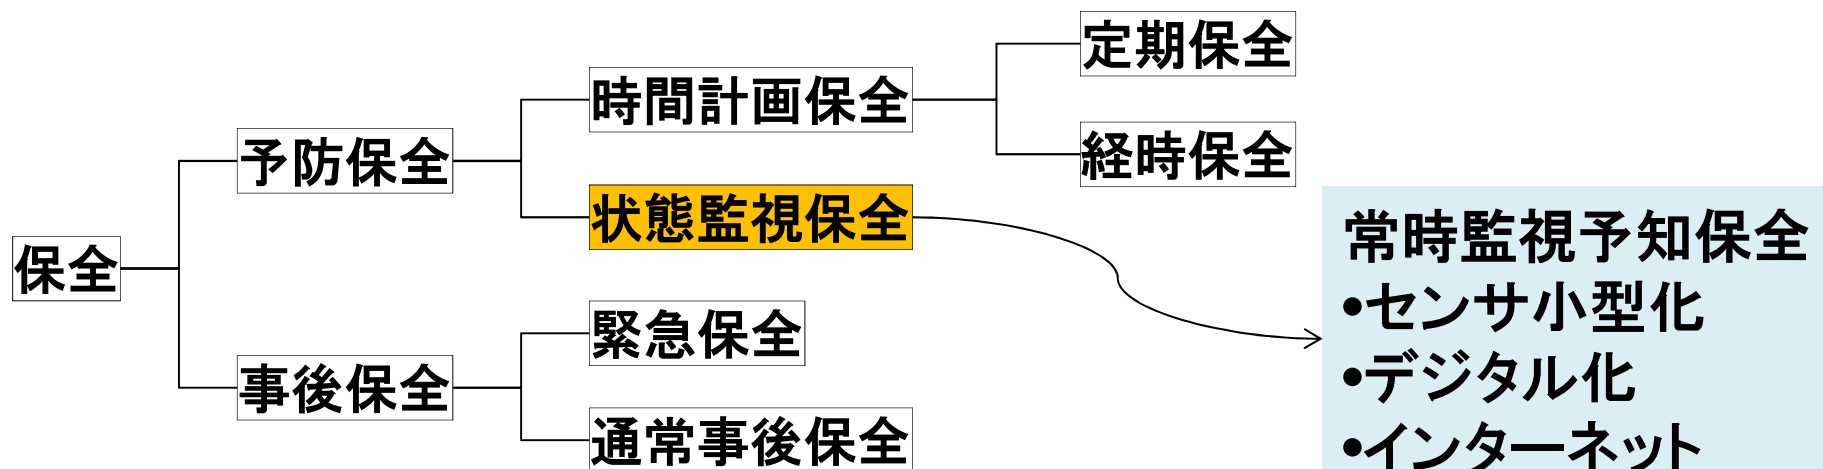 保全
予防保全
時間計画保全
定期保全
経時保全
状態監視保全
事後保全
緊急保全
通常事後保全
常時監視予知保全
•センサ小型化
•デジタル化
•インターネット